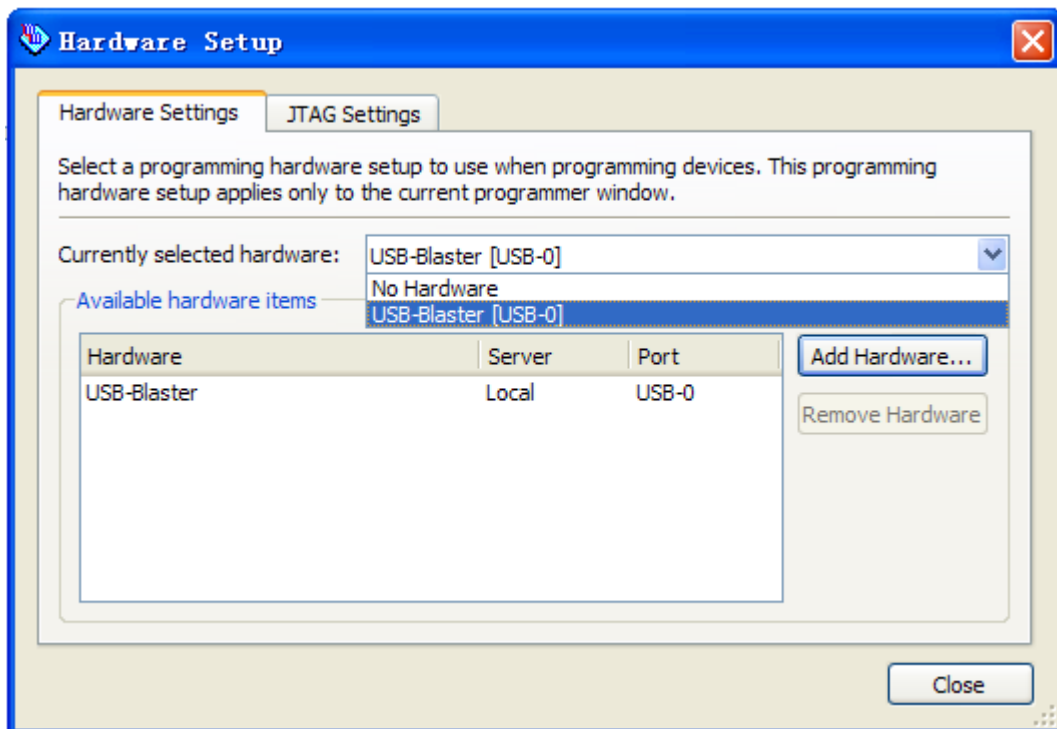 Hardware Setup
Hardware Settings
JTAG Settings
Select a programming hardware setup to use when programming devices. This programming
hardware setup applies only to the current programmer window.
Currently selected hardware:
USB-Blaster [USB-0]
No Hardware
USB-Blaster [USB-0]
Available hardware items
Hardware Server Port
USB-Blaster Local USB-0
Add Hardware...
Remove Hardware
Close